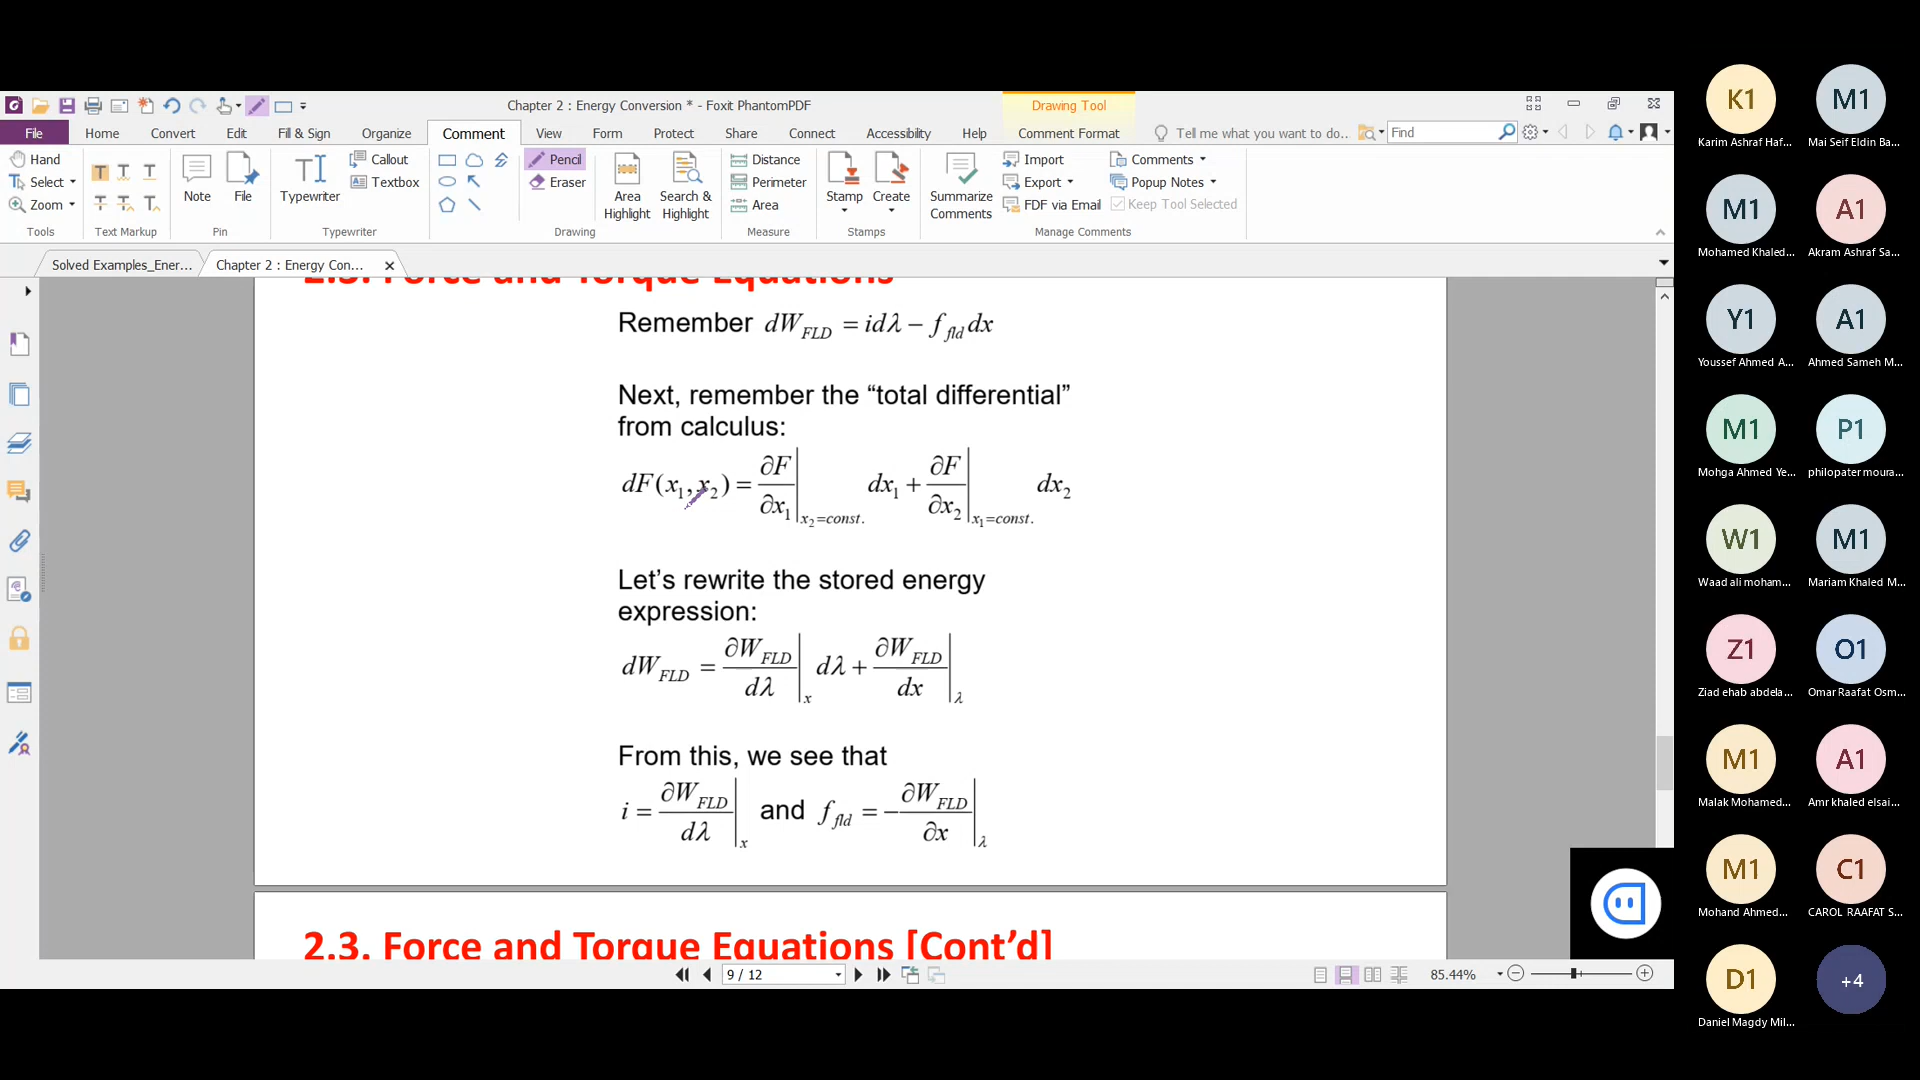 Chapter 2 : Energy Conversion * - Foxit PhantomPDF
Drawing Tool
File Home Convert Edit Fill & Sign Organize Comment View Form Protect Share Connect Accessibility Help Comment Format Tell me what you want to do.. Find
Hand
Select
Zoom
Tools
Text Markup
Note
File
Pin
Typewriter
Callout
Textbox
Typewriter
Pencil
Eraser
Area Highlight
Search & Highlight
Drawing
Distance
Perimeter
Area
Measure
Stamp
Create
Stamps
Summarize Comments
Import
Export
FDF via Email
Comments
Popup Notes
Keep Tool Selected
Manage Comments
Solved Examples_Ener...
Chapter 2 : Energy Con...
2.3. Force and Torque Equations
Remember dW_FLD = idλ − f_fld dx
Next, remember the “total differential”
from calculus:
dF(x₁,x₂) = ∂F/∂x₁|x₂=const. dx₁ + ∂F/∂x₂|x₁=const. dx₂
Let’s rewrite the stored energy
expression:
dW_FLD = ∂W_FLD/dλ|x dλ + ∂W_FLD/dx|λ
From this, we see that
i = ∂W_FLD/dλ|x and f_fld = −∂W_FLD/∂x|λ
2.3. Force and Torque Equations [Cont’d]
9 / 12
85.44%
K1 M1
Karim Ashraf Haf... Mai Seif Eldin Ba...
M1 A1
Mohamed Khaled... Akram Ashraf Sa...
Y1 A1
Youssef Ahmed A... Ahmed Sameh M...
M1 P1
Mohga Ahmed Ye... philopater moura...
W1 M1
Waad ali moham... Mariam Khaled M...
Z1 O1
Ziad ehab abdela... Omar Raafat Osm...
M1 A1
Malak Mohamed... Amr khaled elsai...
M1 C1
Mohand Ahmed... CAROL RAAFAT S...
D1 +4
Daniel Magdy Mil...